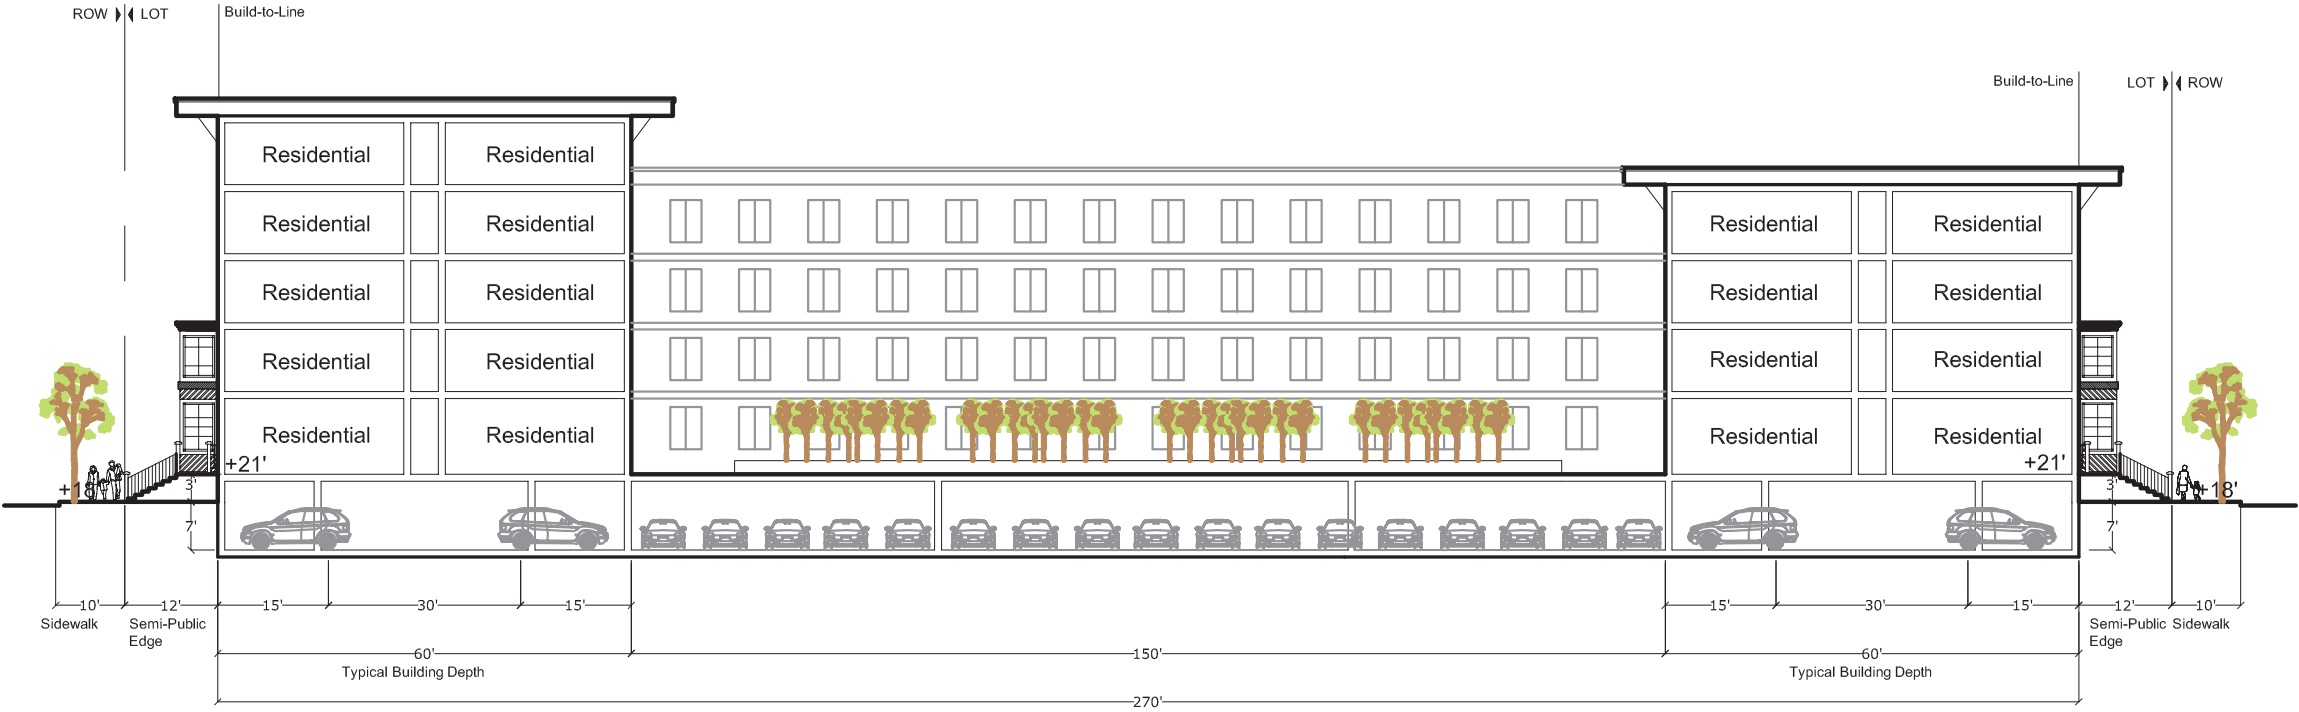 ROW LOT
Build-to-Line
Build-to-Line
LOT ROW
Residential Residential
Residential Residential Residential Residential
Residential Residential Residential Residential
Residential Residential Residential Residential
Residential Residential Residential Residential
+21' +21'
+18' 3' 3' +18'
7' 7'
10' 12' 15' 30' 15' 15' 30' 15' 12' 10'
Sidewalk Semi-Public Semi-Public Sidewalk
Edge Edge
60' 150' 60'
Typical Building Depth Typical Building Depth
270'